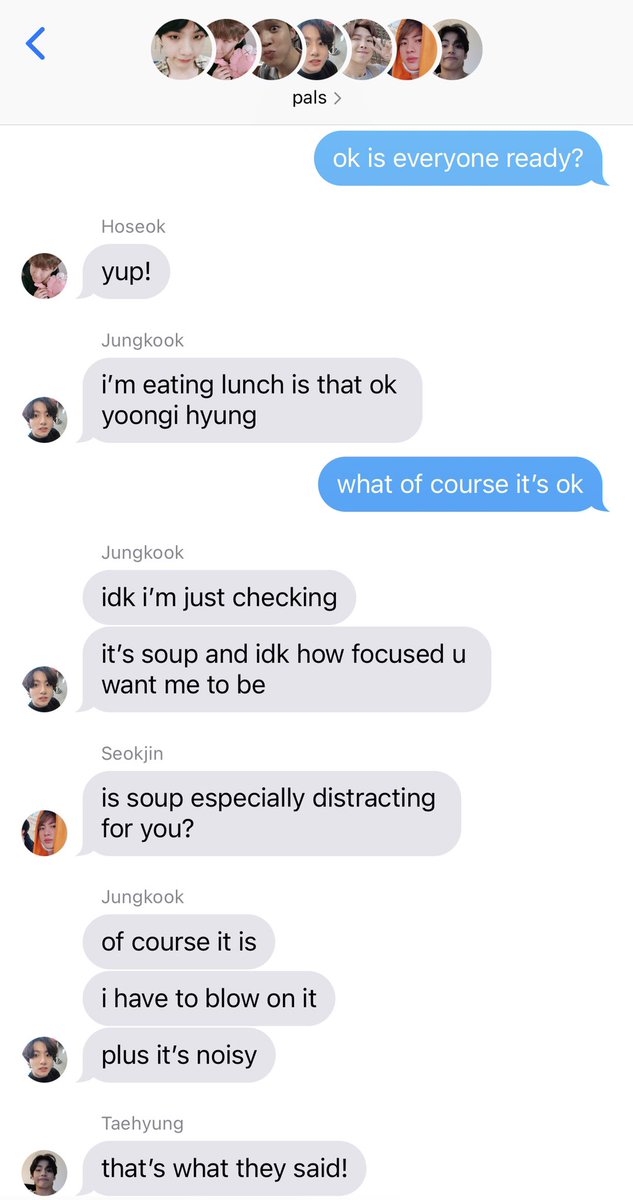 pals
ok is everyone ready?
Hoseok
yup!
Jungkook
i’m eating lunch is that ok
yoongi hyung
what of course it’s ok
Jungkook
idk i’m just checking
it’s soup and idk how focused u
want me to be
Seokjin
is soup especially distracting
for you?
Jungkook
of course it is
i have to blow on it
plus it’s noisy
Taehyung
that’s what they said!